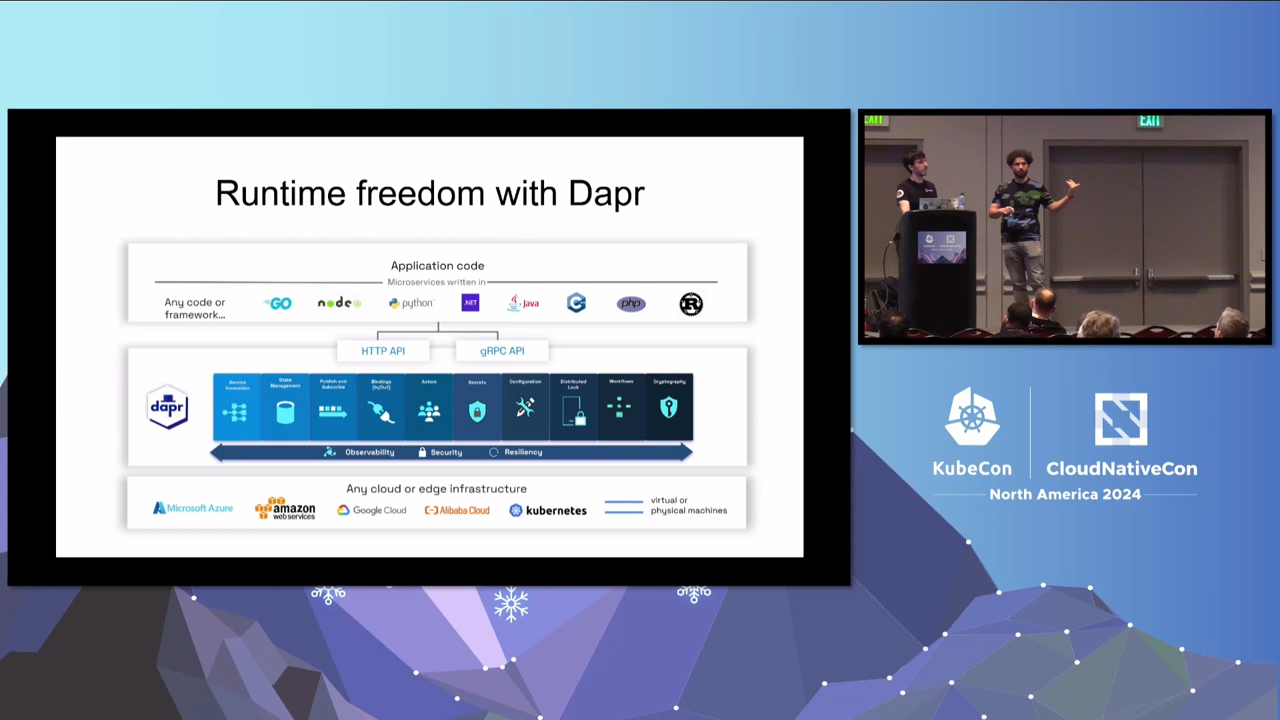 Runtime freedom with Dapr
Application code
Microservices written in
Any code or
framework...
GO
node
python
.NET
Java
C++
php
R
HTTP API
gRPC API
dapr
Service
Invocation
State
Management
Publish and
Subscribe
Bindings
(In/Out)
Actors
Secrets
Configuration
Distributed
Lock
Workflows
Cryptography
Observability
Security
Resiliency
Any cloud or edge infrastructure
Microsoft Azure
amazon
web services
Google Cloud
Alibaba Cloud
kubernetes
virtual or
physical machines
EXIT
EXIT
KubeCon
CloudNativeCon
North America 2024